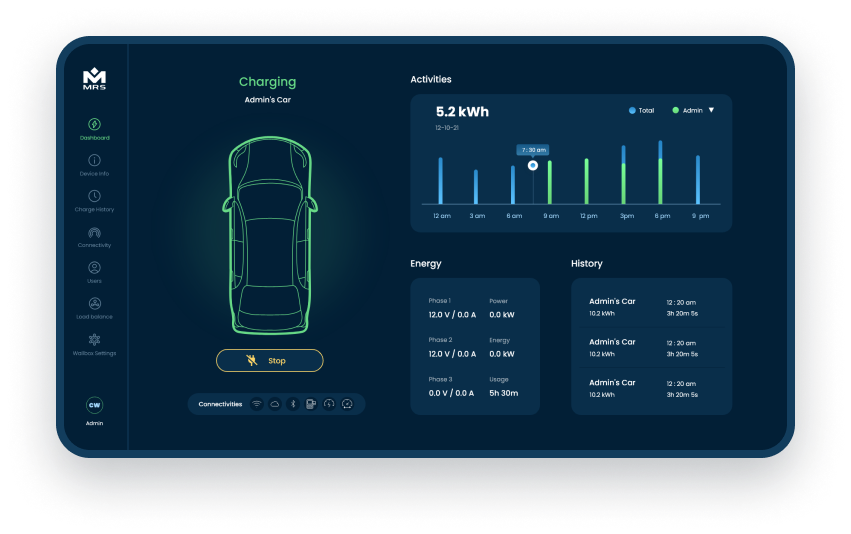 MRS
Dashboard
Device Info
Charge History
Connectivity
Users
Load balance
Wallbox Settings
CW
Admin
Charging
Admin's Car
Stop
Connectivities
Activities
5.2 kWh
12-10-21
Total
Admin
7 : 30 am
12 am 3 am 6 am 9 am 12 pm 3pm 6 pm 9 pm
Energy
Phase 1 Power
12.0 V / 0.0 A 0.0 kW
Phase 2 Energy
12.0 V / 0.0 A 0.0 kW
Phase 3 Usage
0.0 V / 0.0 A 5h 30m
History
Admin's Car 12 : 20 am
10.2 kWh 3h 20m 5s
Admin's Car 12 : 20 am
10.2 kWh 3h 20m 5s
Admin's Car 12 : 20 am
10.2 kWh 3h 20m 5s